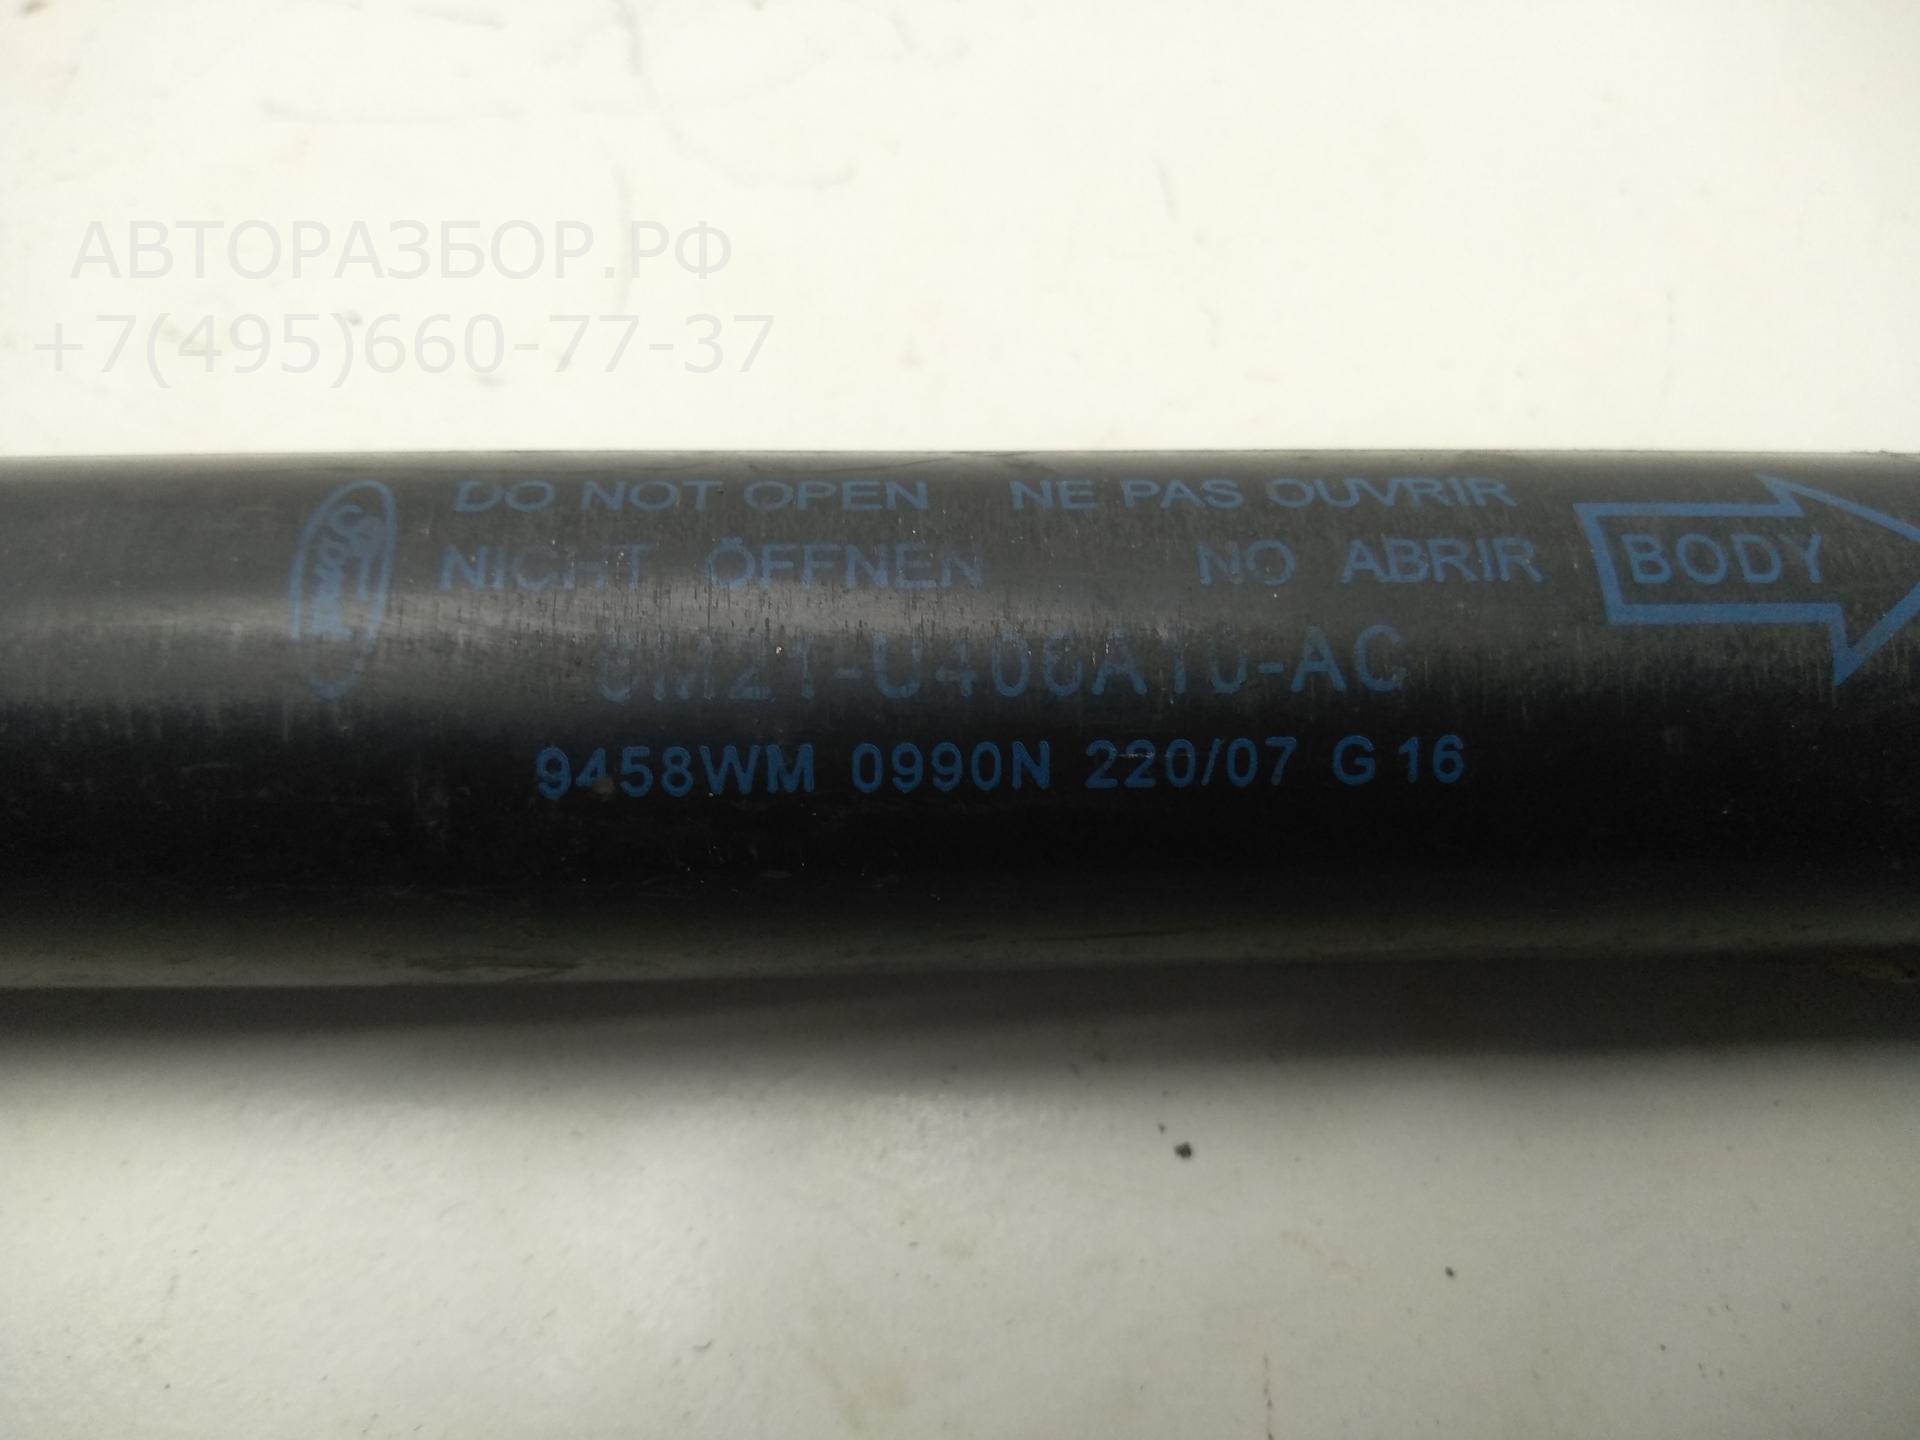 АВТОРАЗБОР.РФ
+7(495)660-77-37
Ford
DO NOT OPEN NE PAS OUVRIR
NICHT ÖFFNEN NO ABRIR
BODY
9458WM 0990N 220/07 G16